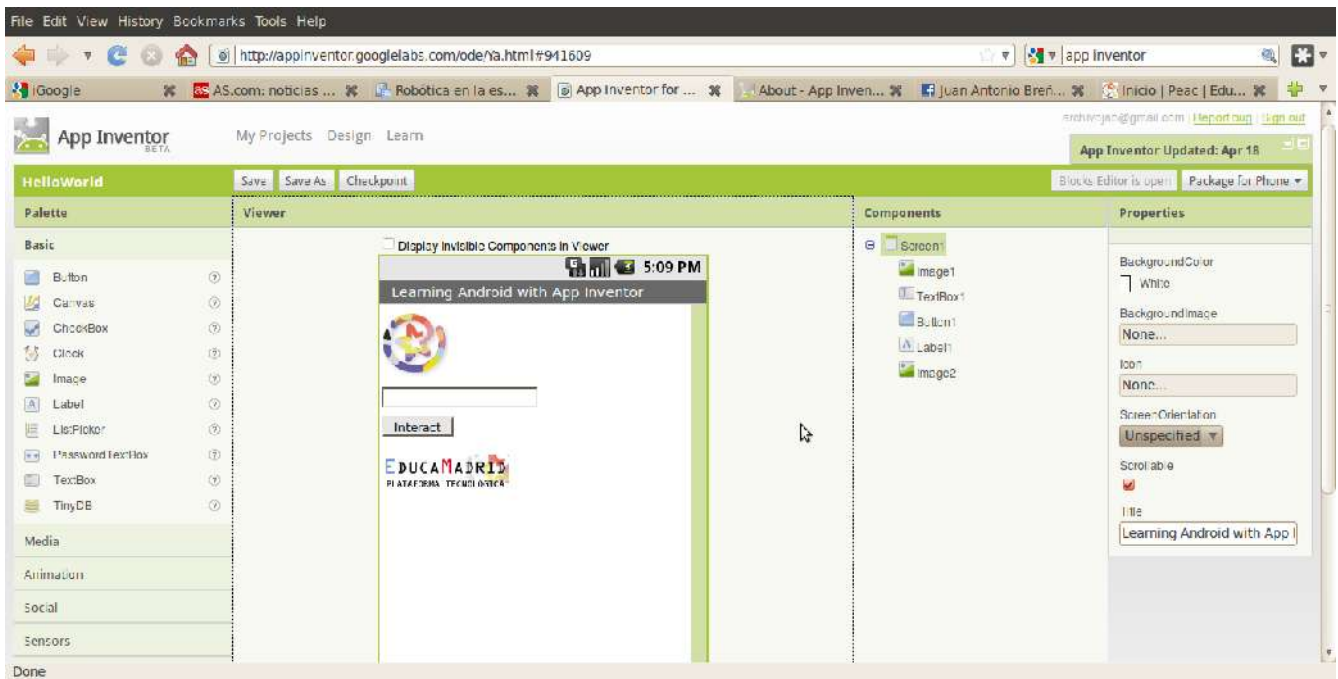 File Edit View History Bookmarks Tools Help
http://appinventor.googlelabs.com/ode/Ya.html#941609
app inventor
iGoogle
AS.com: noticias ...
Robótica en la es...
App Inventor for ...
About - App Inven...
Juan Antonio Breñ...
Inicio | Peac | Edu...
App Inventor
BETA
My Projects Design Learn
@gmail.com | Report bug | Sign out
App Inventor Updated: Apr 18
HelloWorld
Save Save As Checkpoint
Blocks Editor is open Package for Phone
Palette
Basic
Button
Canvas
CheckBox
Clock
Image
Label
ListPicker
PasswordTextBox
TextBox
TinyDB
Media
Animation
Social
Sensors
Viewer
Display Invisible Components in Viewer
5:09 PM
Learning Android with App Inventor
Interact
EDUCAMADRID
PLATAFORMA TECNOLOGICA
Components
Screen1
Image1
TextBox1
Button1
Label1
Image2
Properties
BackgroundColor
White
BackgroundImage
None...
Icon
None...
ScreenOrientation
Unspecified
Scrollable
Title
Learning Android with App I
Done